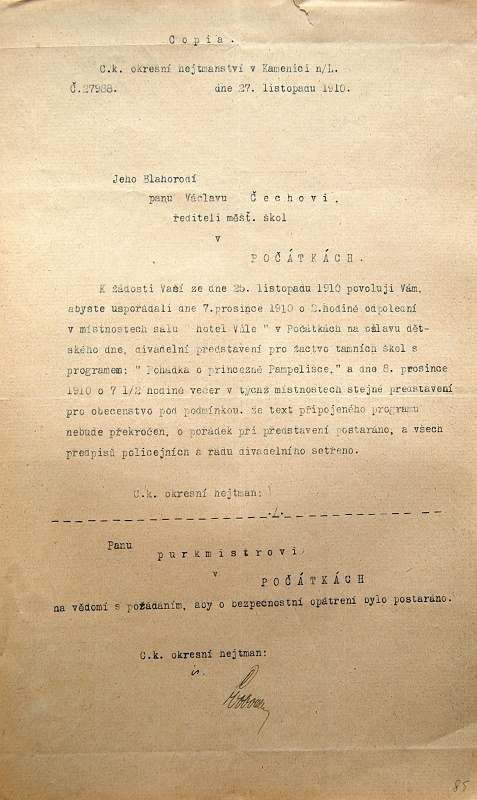 Copia.
C.k. okresní hejtmanství v Kamenici n/L.
Č.27988. dne 27. listopadu 1910.
Jeho Blahorodí
panu Václavu Čechovi,
řediteli měšt. škol
v
POČÁTKÁCH.
K žádosti Vaší ze dne 25. listopadu 1910 povoluji Vám,
abyste uspořádali dne 7.prosince 1910 o 2.hodině odpolední
v místnostech sálu " hotel Vůle " v Počátkách na oslavu dět-
ského dne, divadelní představení pro žactvo tamních škol s
programem: " Pohádka o princezně Pampelišce," a dne 8. prosince
1910 o 7 1/2 hodině večer v týchž místnostech stejné představení
pro obecenstvo pod podmínkou, že text připojeného programu
nebude překročen, o pořádek při představení postaráno, a všech
předpisů policejních a řádu divadelního šetřeno.
C.k. okresní hejtman:
./.
Panu
purkmistrovi
v
POČÁTKÁCH
na vědomí s požádáním, aby o bezpečnostní opatření bylo postaráno.
C.k. okresní hejtman:
85